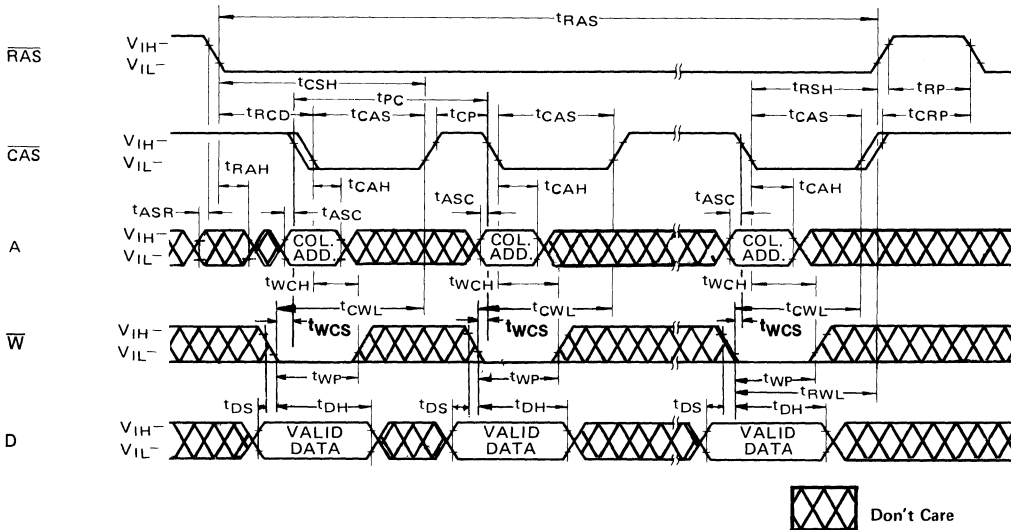 tRAS
RAS
VIH–
VIL–
tCSH
tPC
tRSH
tRP
tRCD
tCAS
tCP
tCAS
tCAS
tCRP
CAS
VIH–
VIL–
tRAH
tCAH
tCAH
tCAH
tASR
tASC
tASC
tASC
A
VIH–
VIL–
COL.
ADD.
COL.
ADD.
COL.
ADD.
tWCH
tWCH
tWCH
tCWL
tCWL
tCWL
tWCS
tWCS
tWCS
W
VIH–
VIL–
tWP
tWP
tWP
tRWL
tDS
tDH
tDS
tDH
tDS
tDH
D
VIH–
VIL–
VALID
DATA
VALID
DATA
VALID
DATA
Don't Care